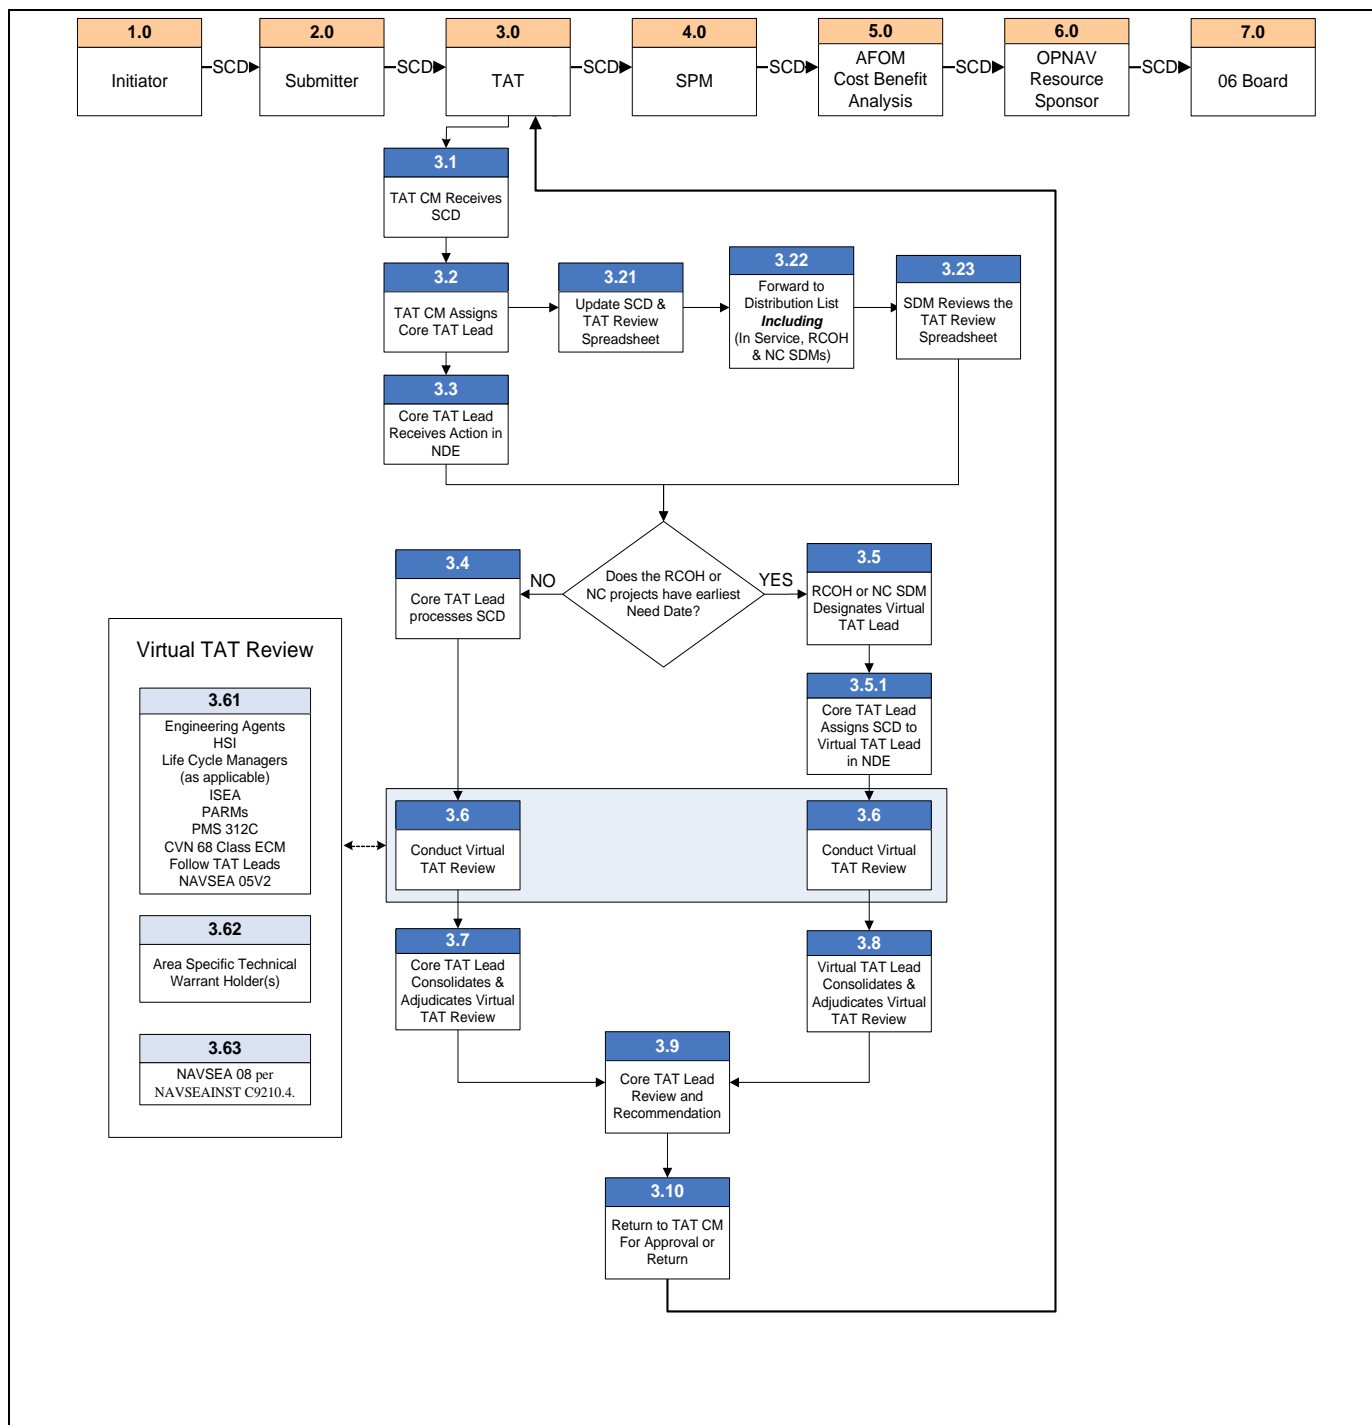 1.0
Initiator
SCD
2.0
Submitter
SCD
3.0
TAT
SCD
4.0
SPM
SCD
5.0
AFOM
Cost Benefit
Analysis
SCD
6.0
OPNAV
Resource
Sponsor
SCD
7.0
06 Board
3.1
TAT CM Receives
SCD
3.2
TAT CM Assigns
Core TAT Lead
3.21
Update SCD &
TAT Review
Spreadsheet
3.22
Forward to
Distribution List
Including
(In Service, RCOH
& NC SDMs)
3.23
SDM Reviews the
TAT Review
Spreadsheet
3.3
Core TAT Lead
Receives Action in
NDE
Does the RCOH or
NC projects have earliest
Need Date?
NO
YES
3.4
Core TAT Lead
processes SCD
3.5
RCOH or NC SDM
Designates Virtual
TAT Lead
3.5.1
Core TAT Lead
Assigns SCD to
Virtual TAT Lead
in NDE
Virtual TAT Review
3.61
Engineering Agents
HSI
Life Cycle Managers
(as applicable)
ISEA
PARMs
PMS 312C
CVN 68 Class ECM
Follow TAT Leads
NAVSEA 05V2
3.62
Area Specific Technical
Warrant Holder(s)
3.63
NAVSEA 08 per
NAVSEAINST C9210.4.
3.6
Conduct Virtual
TAT Review
3.6
Conduct Virtual
TAT Review
3.7
Core TAT Lead
Consolidates &
Adjudicates Virtual
TAT Review
3.8
Virtual TAT Lead
Consolidates &
Adjudicates Virtual
TAT Review
3.9
Core TAT Lead
Review and
Recommendation
3.10
Return to TAT CM
For Approval or
Return